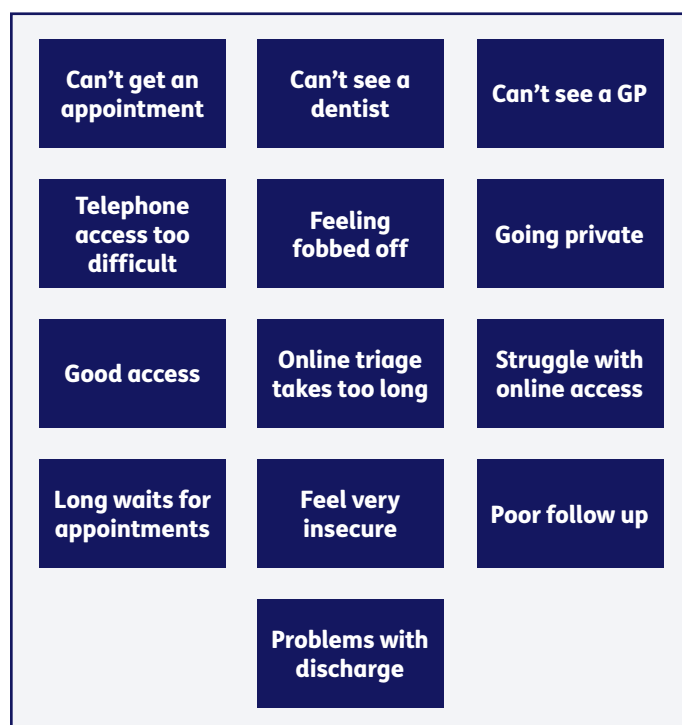 Can’t get an
appointment
Can’t see a
dentist
Can’t see a GP
Telephone
access too
difficult
Feeling
fobbed off
Going private
Good access
Online triage
takes too long
Struggle with
online access
Long waits for
appointments
Feel very
insecure
Poor follow up
Problems with
discharge